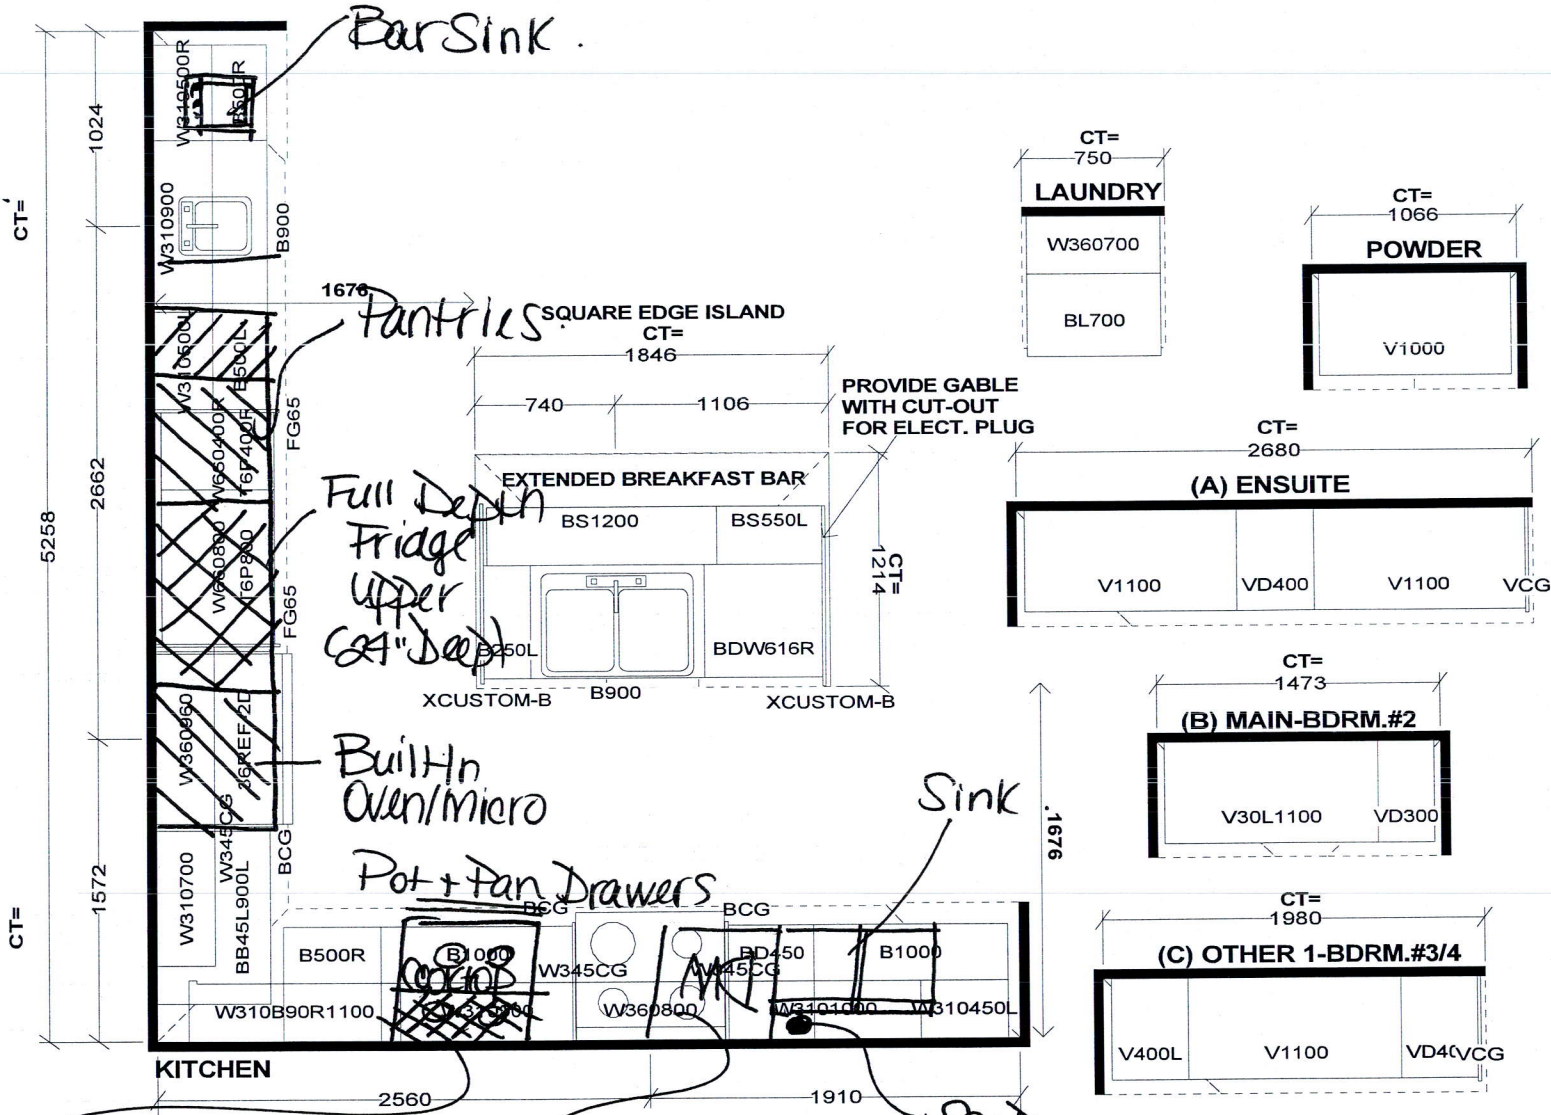 Bar Sink.
W310500R
B500R
1024
CT=
W310900
B900
1676
Pantries.
W310500L
B500L
W650400R
T6P400R
FG65
2662
5258
Full Depth
Fridge
Upper
(24" Deep)
W660800
T6P800
FG65
W360960
36REF-2D
Built In
Oven/Micro
W345CG
BCG
W310700
BB45L900L
1572
CT=
Pot + Pan Drawers
BCG
BCG
Sink
B500R
B1000
Cooktop
W345CG
BD450
W345CG
B1000
W310B90R1100
W360800
W3101000
W310450L
KITCHEN
2560
1910
1676
SQUARE EDGE ISLAND
CT=
1846
740
1106
PROVIDE GABLE
WITH CUT-OUT
FOR ELECT. PLUG
EXTENDED BREAKFAST BAR
BS1200
BS550L
CT=
1214
B250L
BDW616R
B900
XCUSTOM-B
XCUSTOM-B
CT=
750
LAUNDRY
W360700
BL700
CT=
1066
POWDER
V1000
CT=
2680
(A) ENSUITE
V1100
VD400
V1100
VCG
CT=
1473
(B) MAIN-BDRM.#2
V30L1100
VD300
CT=
1980
(C) OTHER 1-BDRM.#3/4
V400L
V1100
VCG